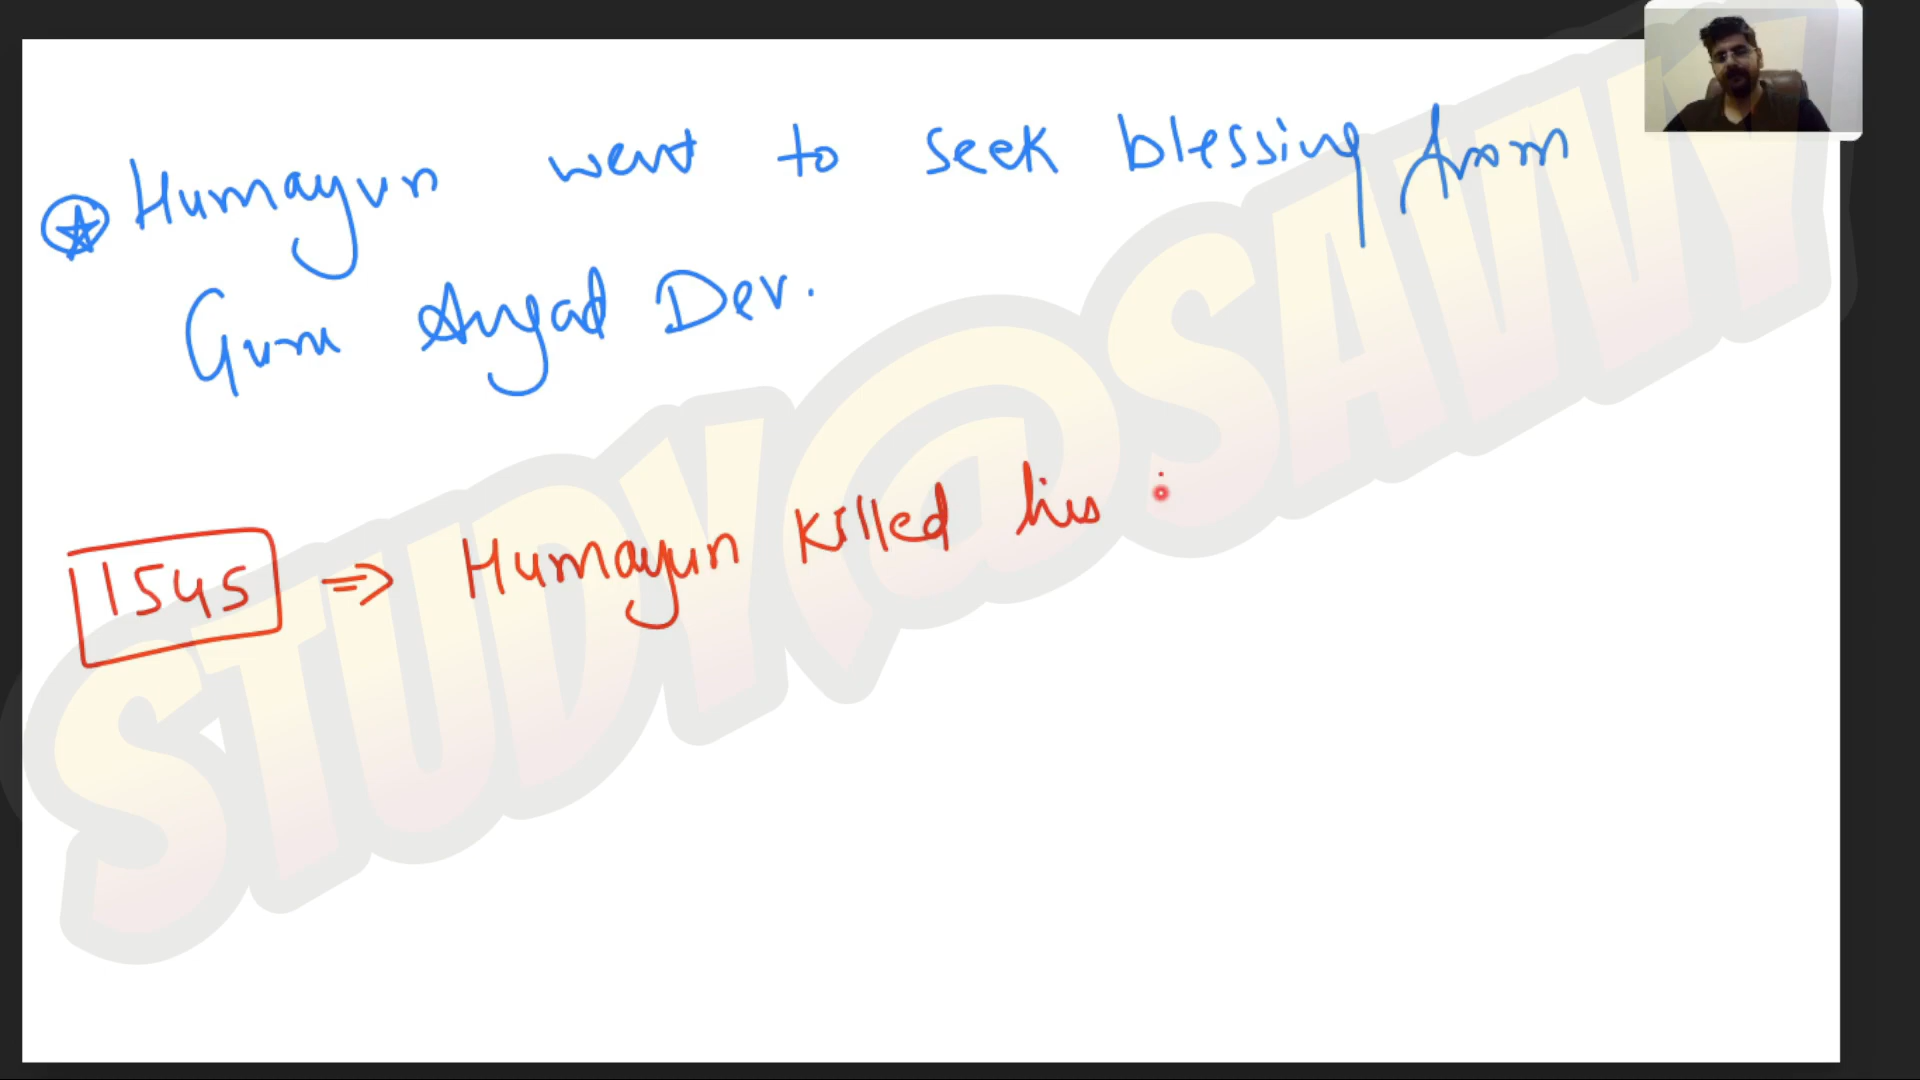 Humayun went to seek blessing from
Guru Angad Dev.
1545 ⇒ Humayun killed his
STUDY@SAVVY